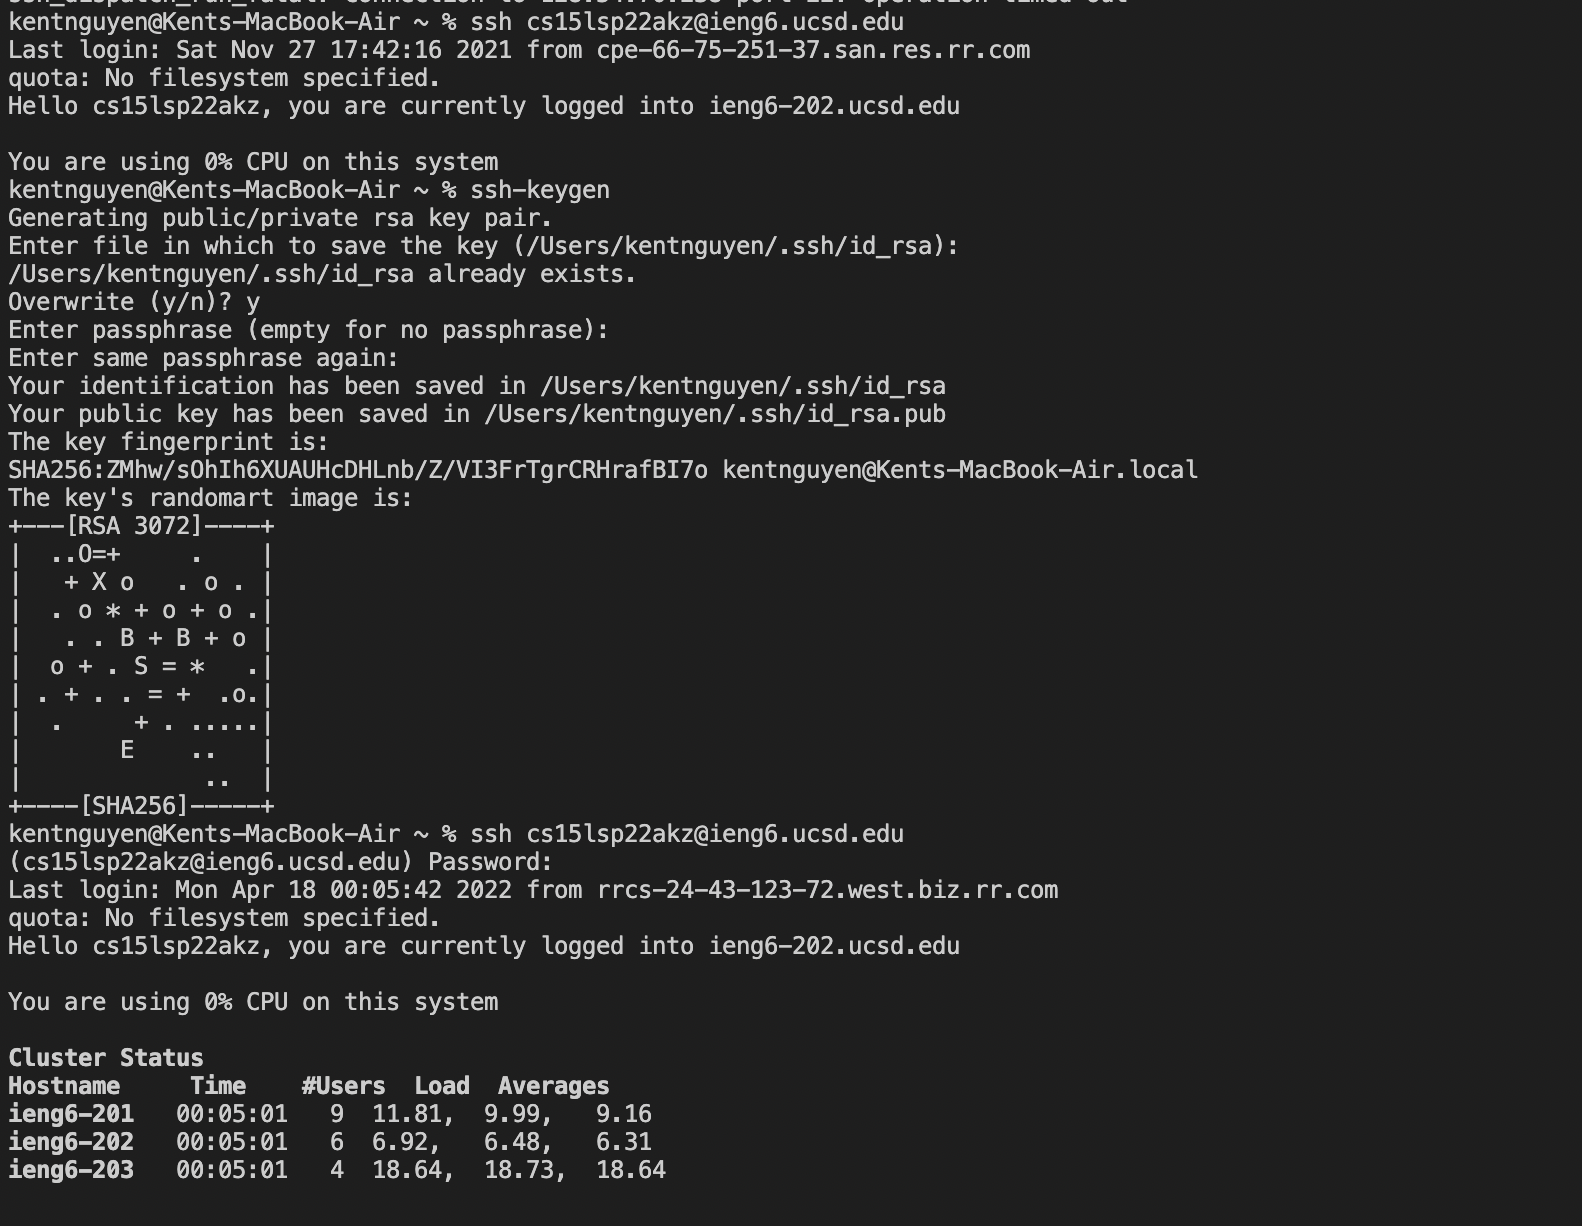 kentnguyen@Kents-MacBook-Air ~ % ssh cs15lsp22akz@ieng6.ucsd.edu
Last login: Sat Nov 27 17:42:16 2021 from cpe-66-75-251-37.san.res.rr.com
quota: No filesystem specified.
Hello cs15lsp22akz, you are currently logged into ieng6-202.ucsd.edu

You are using 0% CPU on this system
kentnguyen@Kents-MacBook-Air ~ % ssh-keygen
Generating public/private rsa key pair.
Enter file in which to save the key (/Users/kentnguyen/.ssh/id_rsa):
/Users/kentnguyen/.ssh/id_rsa already exists.
Overwrite (y/n)? y
Enter passphrase (empty for no passphrase):
Enter same passphrase again:
Your identification has been saved in /Users/kentnguyen/.ssh/id_rsa
Your public key has been saved in /Users/kentnguyen/.ssh/id_rsa.pub
The key fingerprint is:
SHA256:ZMhw/sOhIh6XUAUHcDHLnb/Z/VI3FrTgrCRHrafBI7o kentnguyen@Kents-MacBook-Air.local
The key's randomart image is:
+---[RSA 3072]----+
|  ..O=+     .    |
|   + X o   . o . |
|  . o * + o + o .|
|   . . B + B + o |
|  o + . S = *   .|
| . + . . = +  .o.|
|  .     + . .....|
|       E    ..   |
|             ..  |
+----[SHA256]-----+
kentnguyen@Kents-MacBook-Air ~ % ssh cs15lsp22akz@ieng6.ucsd.edu
(cs15lsp22akz@ieng6.ucsd.edu) Password:
Last login: Mon Apr 18 00:05:42 2022 from rrcs-24-43-123-72.west.biz.rr.com
quota: No filesystem specified.
Hello cs15lsp22akz, you are currently logged into ieng6-202.ucsd.edu

You are using 0% CPU on this system

Cluster Status
Hostname     Time    #Users  Load  Averages
ieng6-201   00:05:01   9  11.81,  9.99,   9.16
ieng6-202   00:05:01   6  6.92,   6.48,   6.31
ieng6-203   00:05:01   4  18.64,  18.73,  18.64